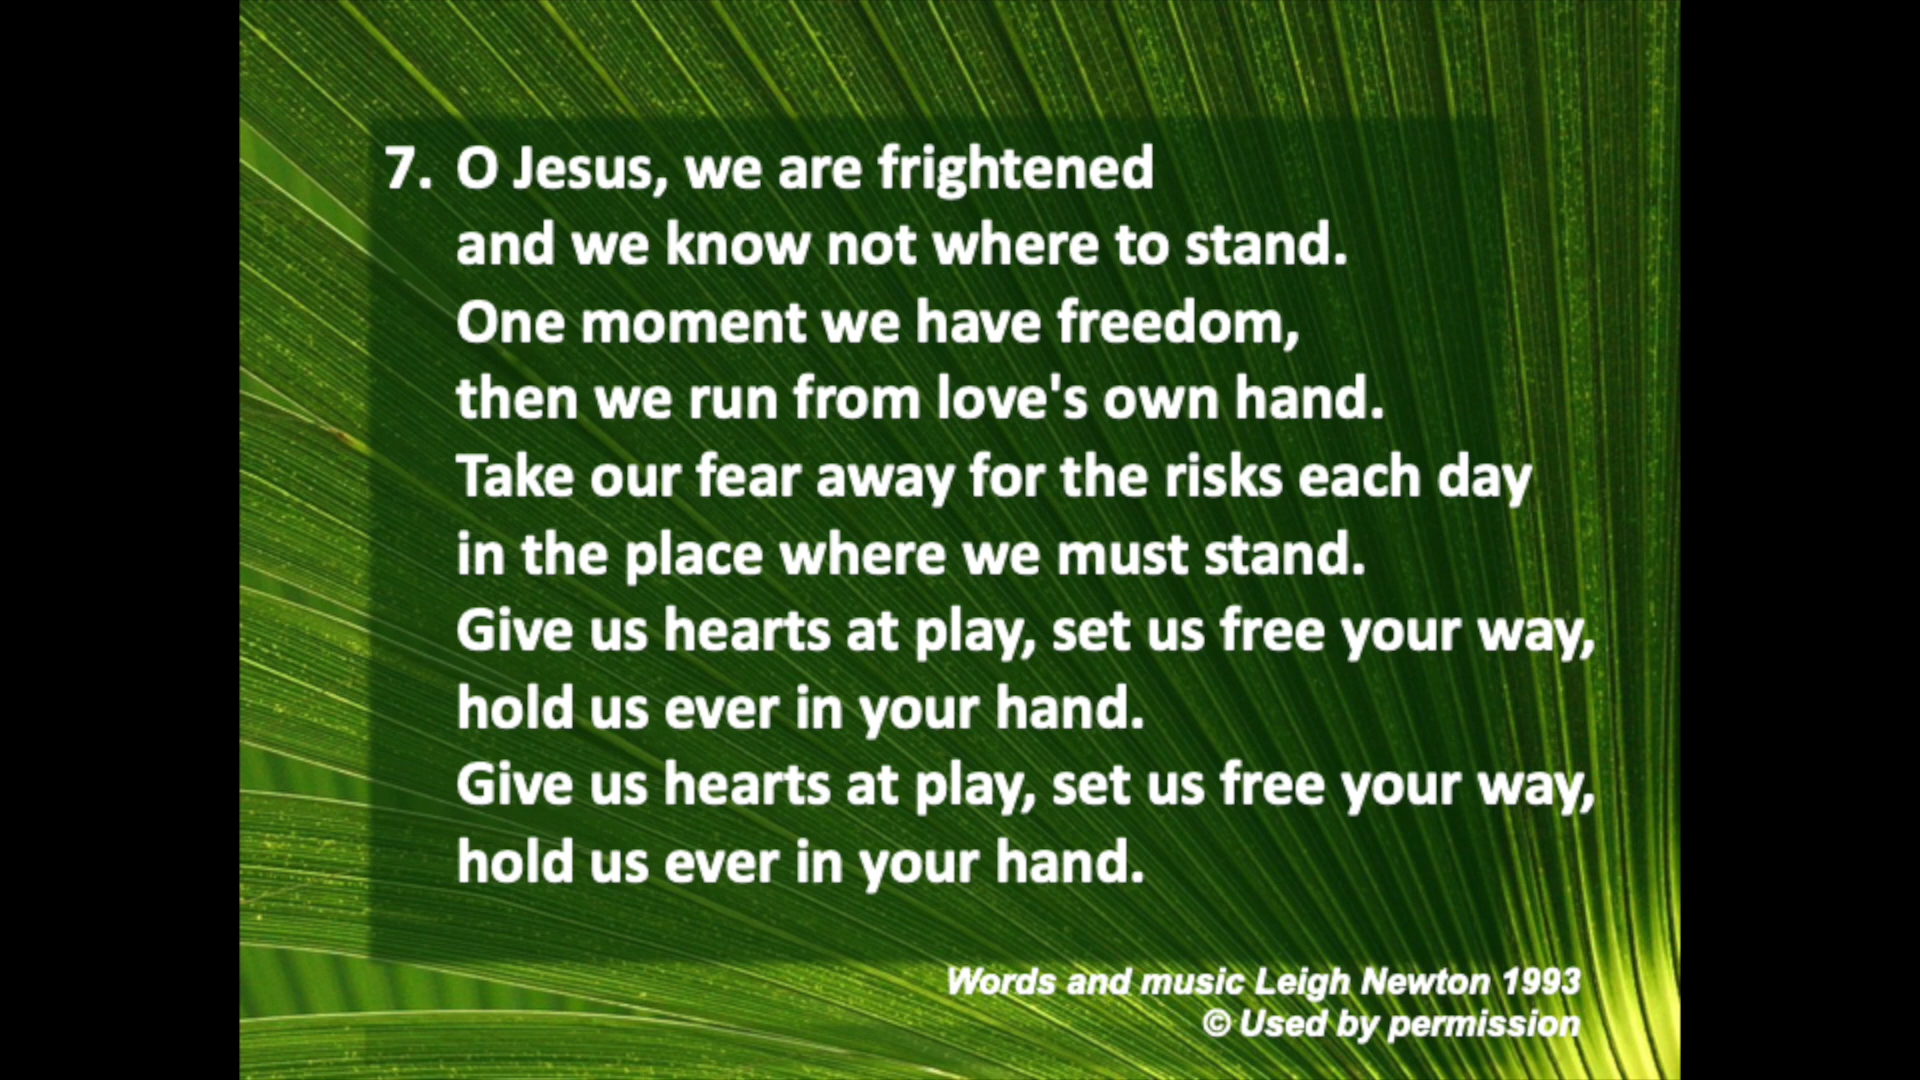 7. O Jesus, we are frightened
and we know not where to stand.
One moment we have freedom,
then we run from love's own hand.
Take our fear away for the risks each day
in the place where we must stand.
Give us hearts at play, set us free your way,
hold us ever in your hand.
Give us hearts at play, set us free your way,
hold us ever in your hand.
Words and music Leigh Newton 1993
© Used by permission